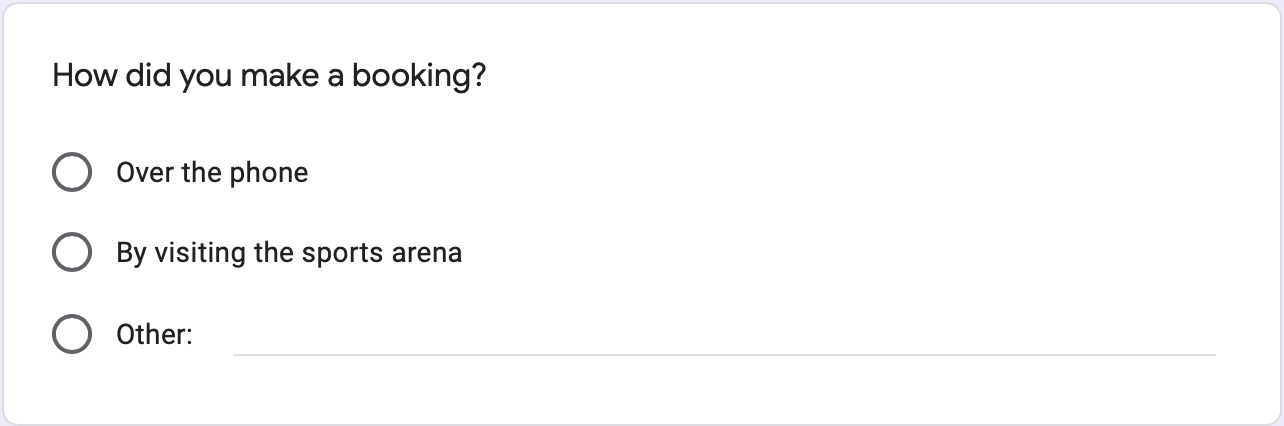 How did you make a booking?
Over the phone
By visiting the sports arena
Other: